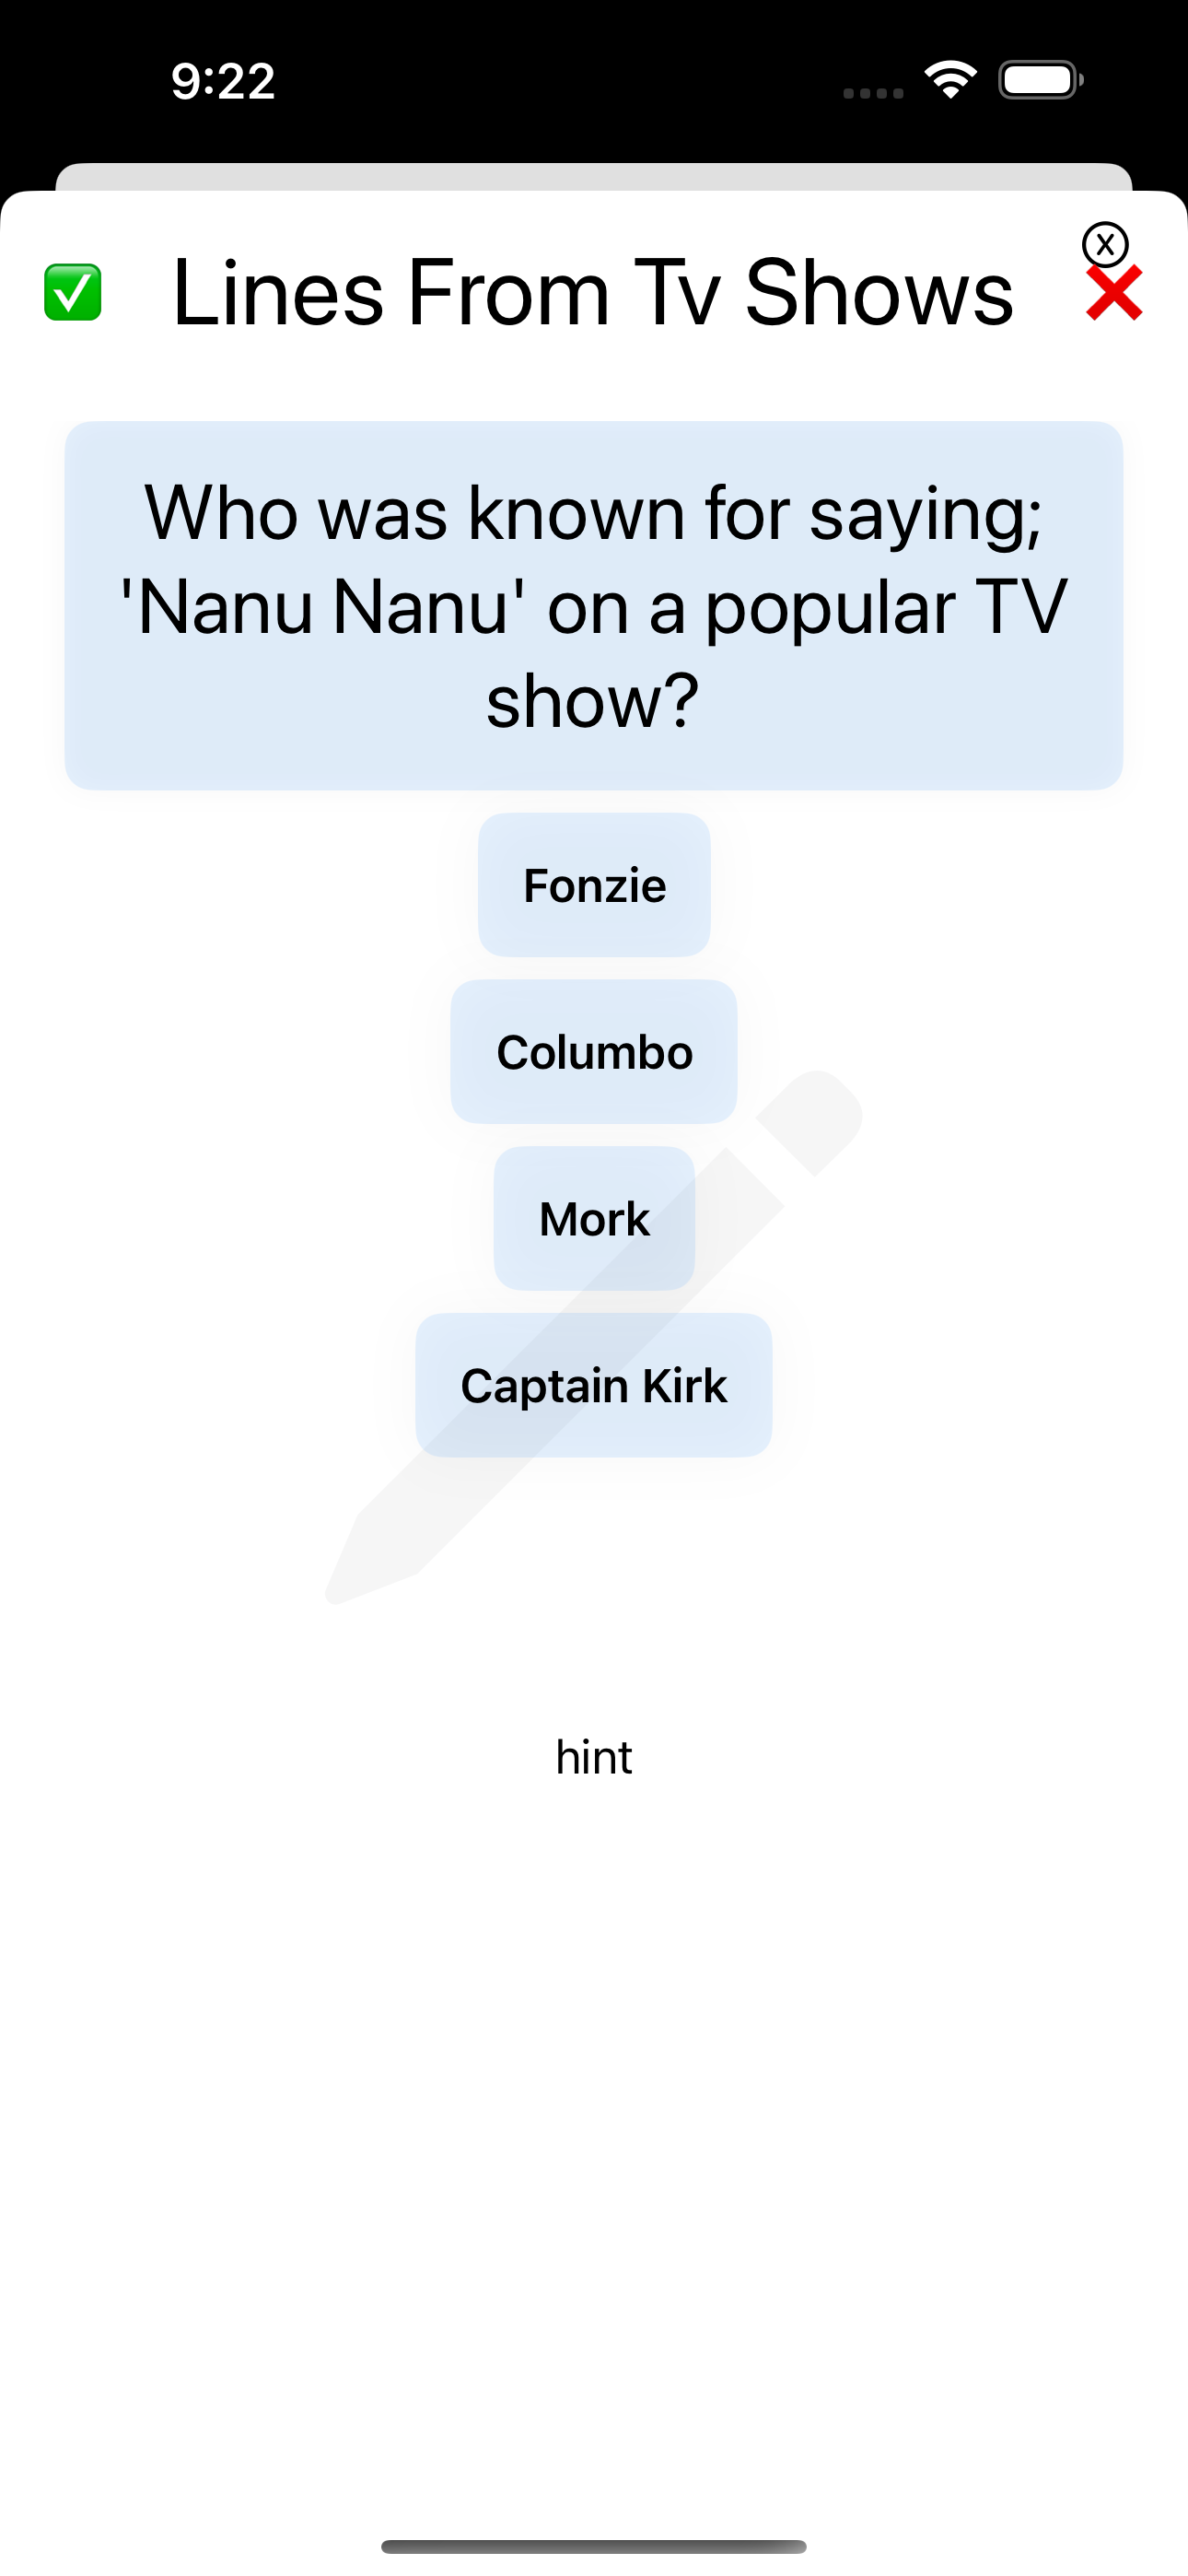 9:22
X
Lines From Tv Shows
Who was known for saying;
'Nanu Nanu' on a popular TV
show?
Fonzie
Columbo
Mork
Captain Kirk
hint